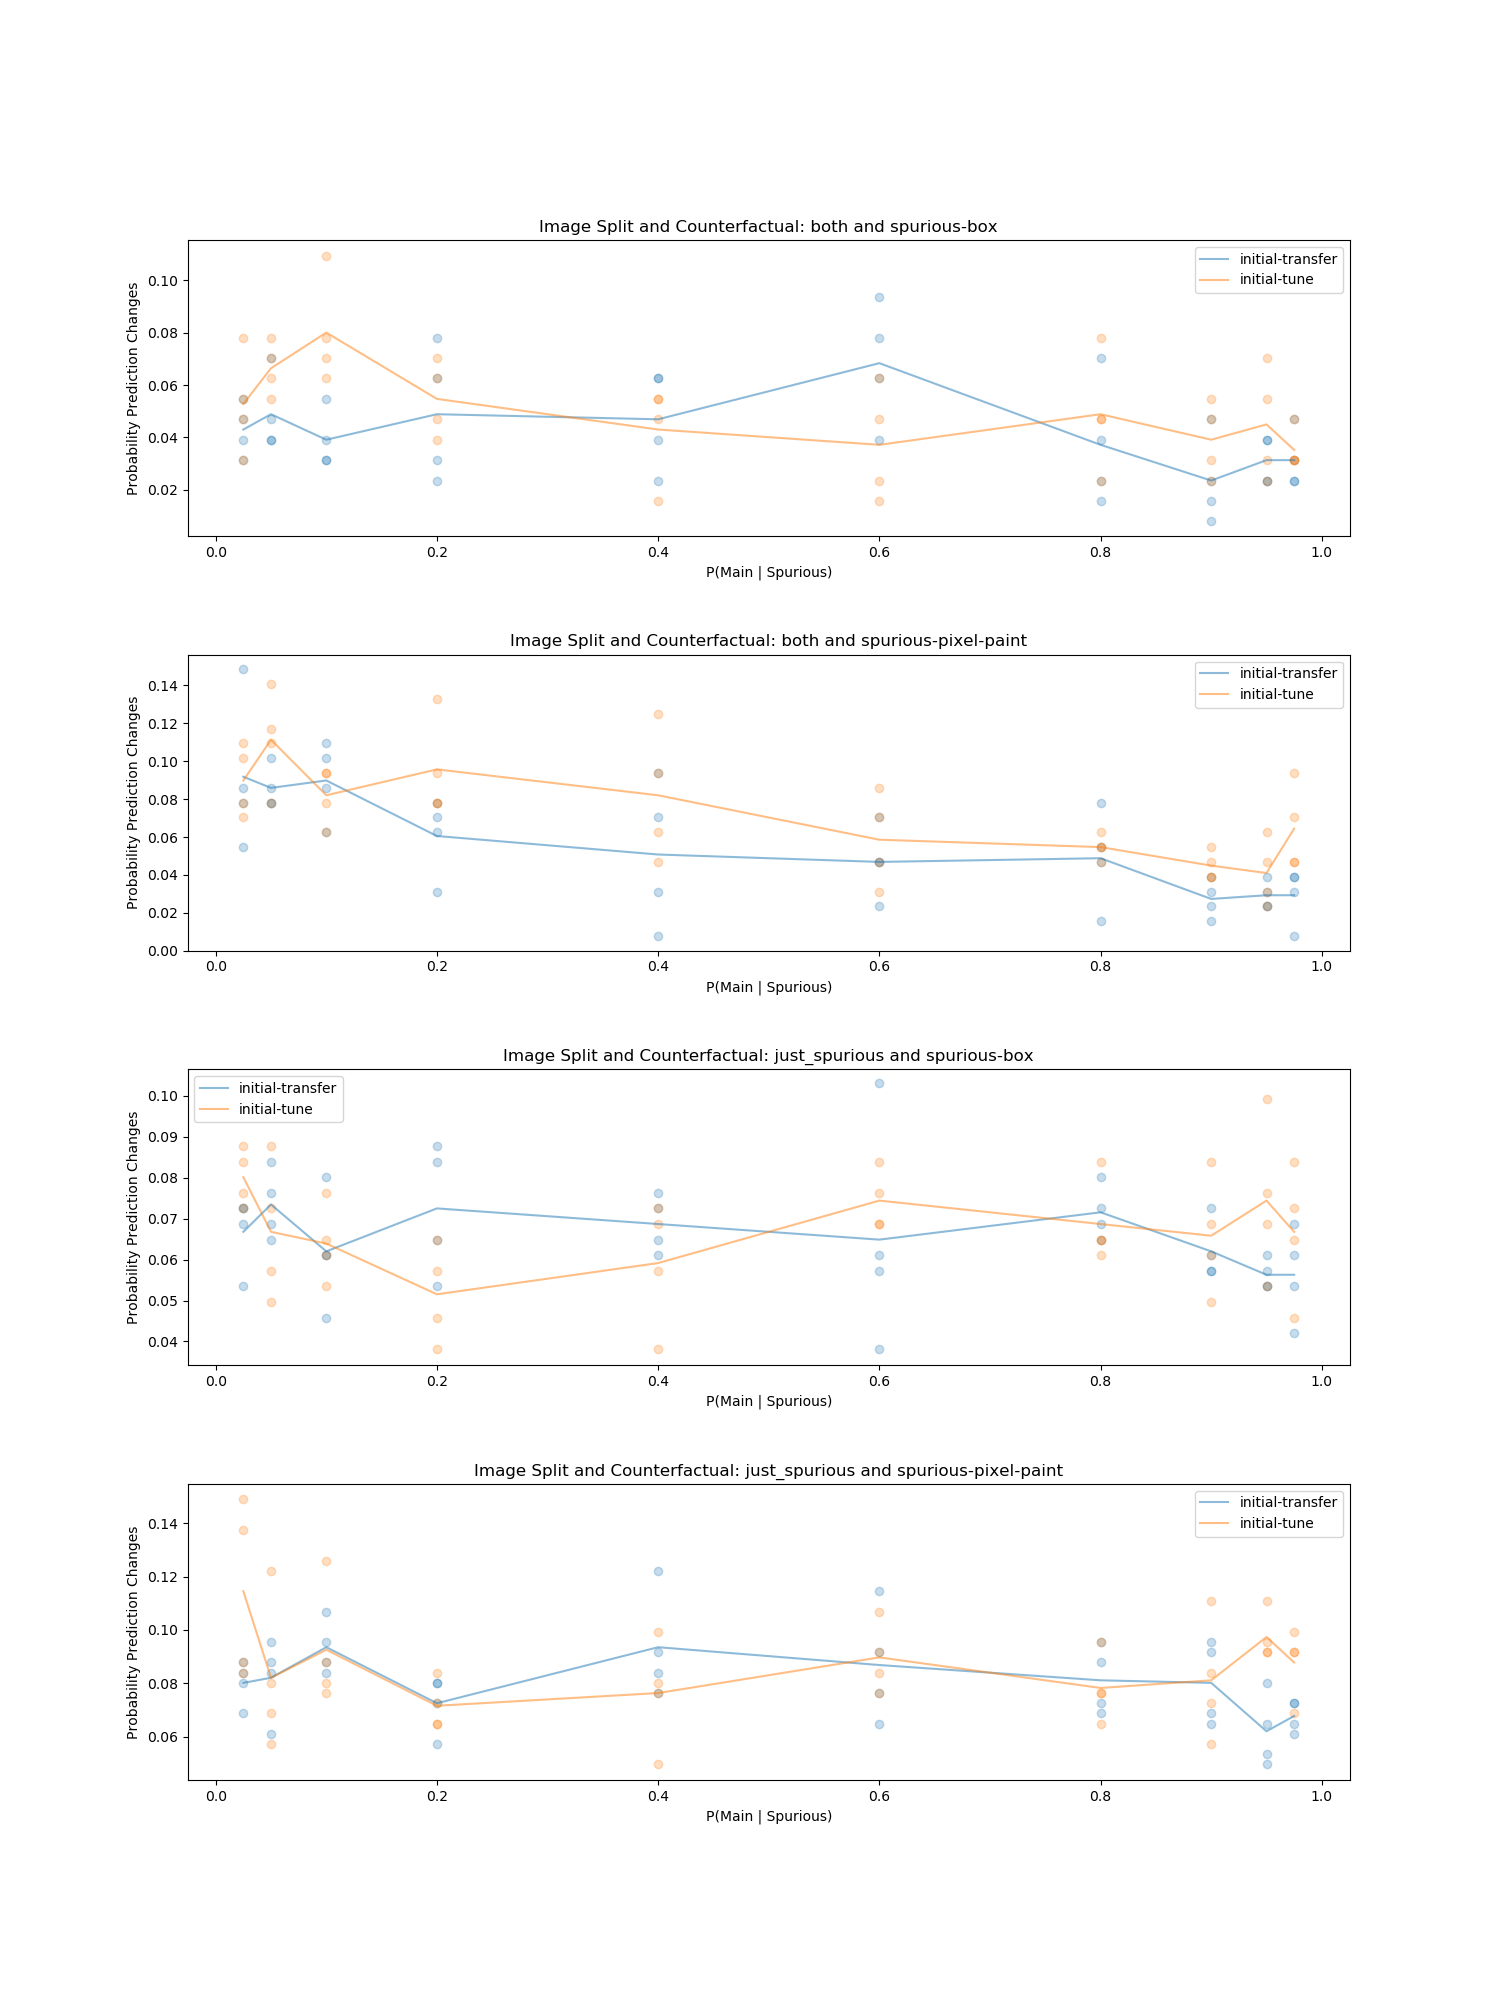 Image Split and Counterfactual: both and spurious-box
Probability Prediction Changes
0.10
0.08
0.06
0.04
0.02
initial-transfer
initial-tune
0.0 0.2 0.4 0.6 0.8 1.0
P(Main | Spurious)
Image Split and Counterfactual: both and spurious-pixel-paint
Probability Prediction Changes
0.14
0.12
0.10
0.08
0.06
0.04
0.02
0.00
initial-transfer
initial-tune
0.0 0.2 0.4 0.6 0.8 1.0
P(Main | Spurious)
Image Split and Counterfactual: just_spurious and spurious-box
Probability Prediction Changes
0.10
0.09
0.08
0.07
0.06
0.05
0.04
initial-transfer
initial-tune
0.0 0.2 0.4 0.6 0.8 1.0
P(Main | Spurious)
Image Split and Counterfactual: just_spurious and spurious-pixel-paint
Probability Prediction Changes
0.14
0.12
0.10
0.08
0.06
initial-transfer
initial-tune
0.0 0.2 0.4 0.6 0.8 1.0
P(Main | Spurious)